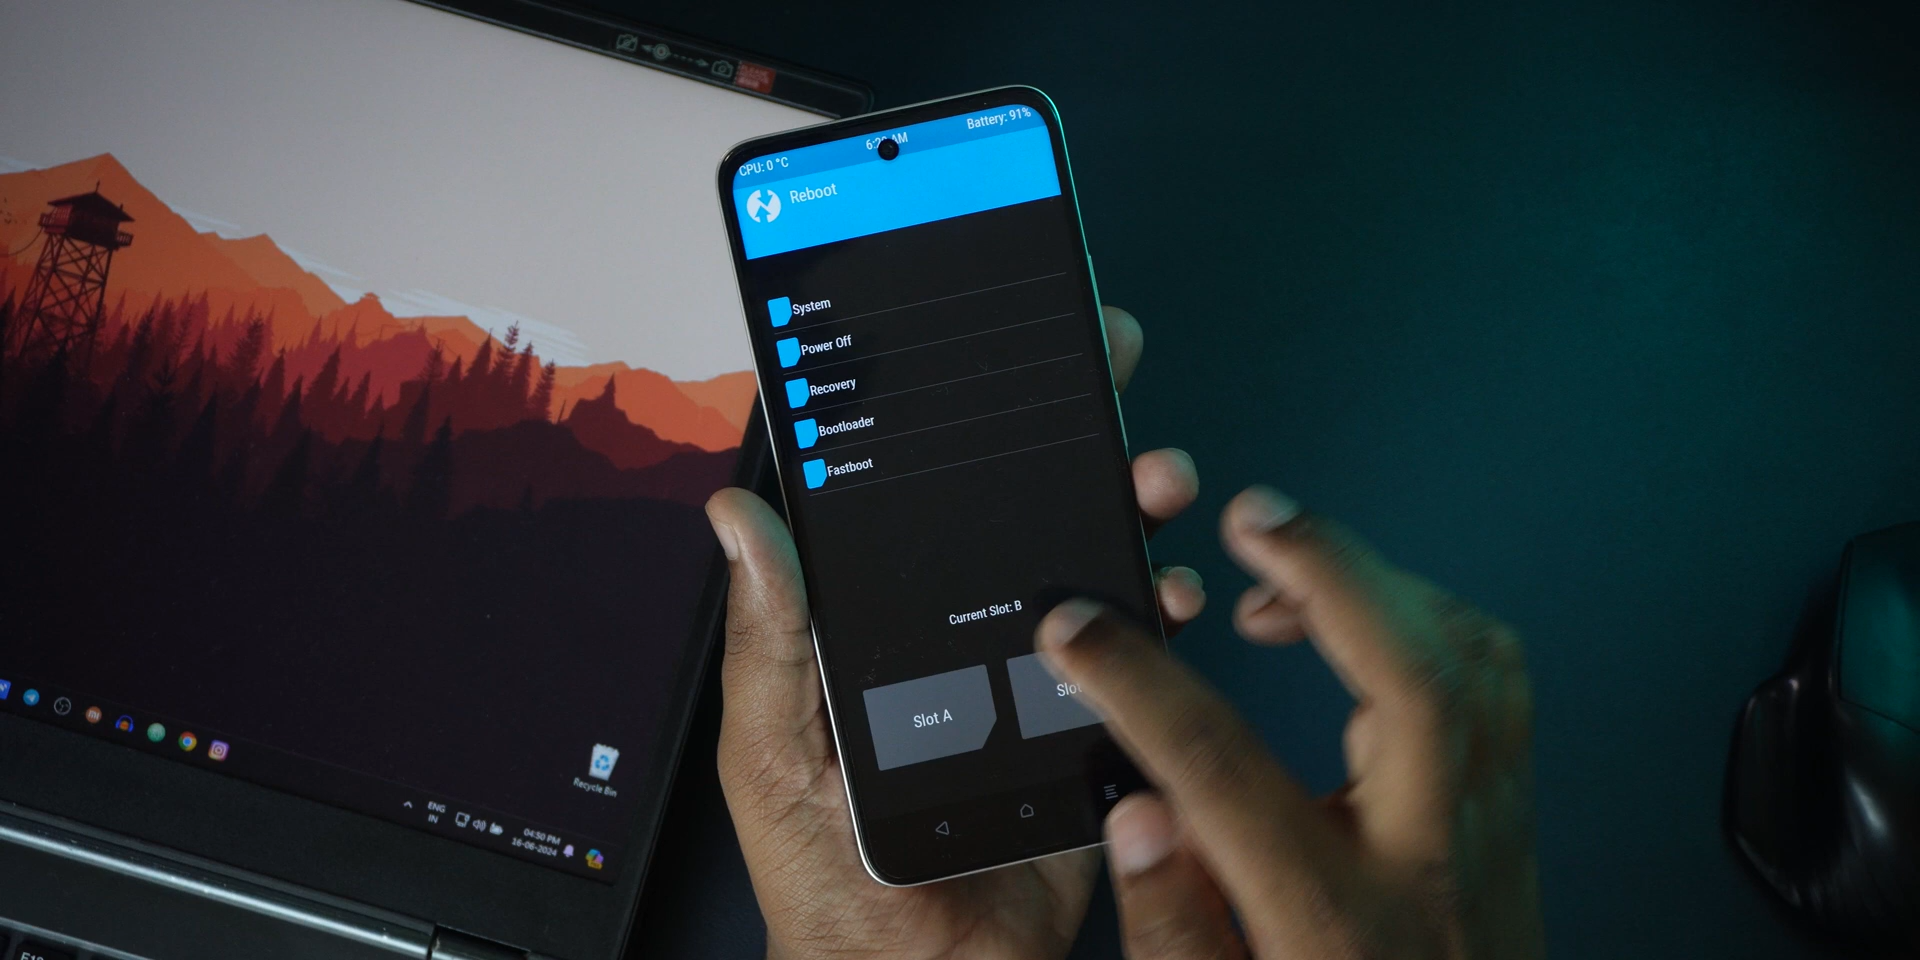 CPU: 0 °C
Battery: 91%
Reboot
System
Power Off
Recovery
Bootloader
Fastboot
Current Slot: B
Slot A
Recycle Bin
ENG
IN
04:50 PM
16-06-2024